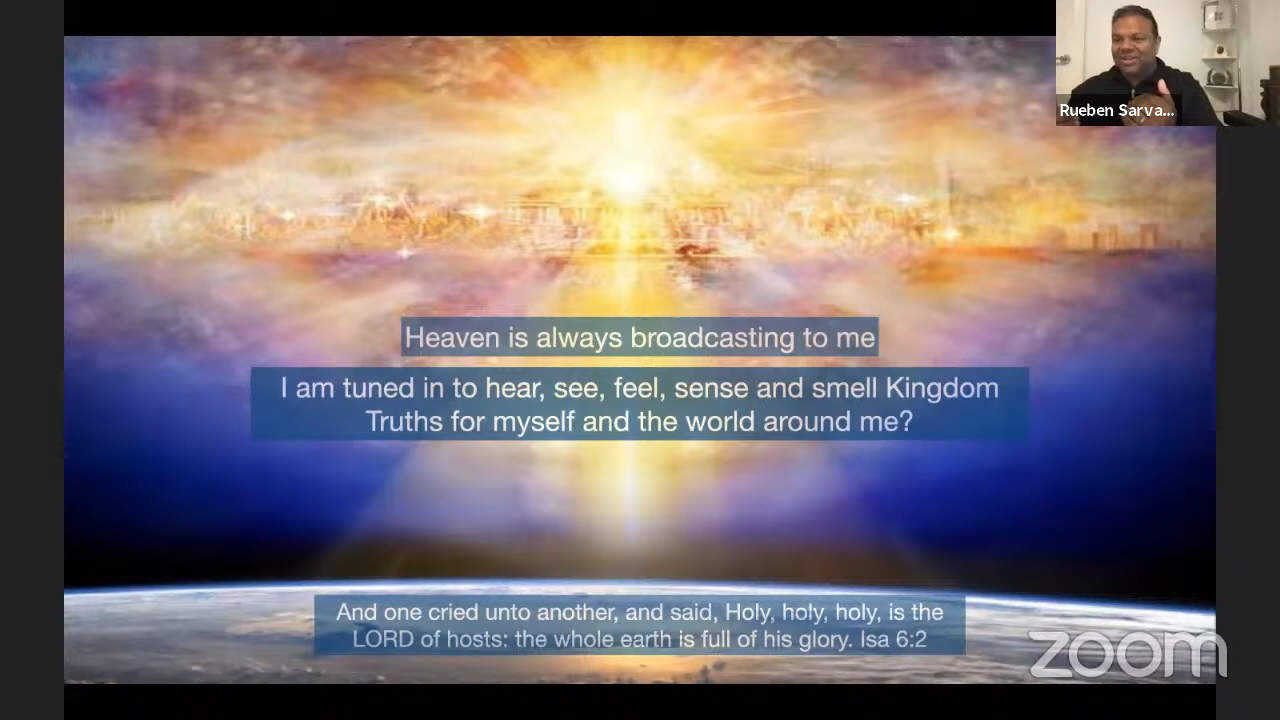 Rueben Sarva...
Heaven is always broadcasting to me
I am tuned in to hear, see, feel, sense and smell Kingdom
Truths for myself and the world around me?
And one cried unto another, and said, Holy, holy, holy, is the
LORD of hosts: the whole earth is full of his glory. Isa 6:2
zoom